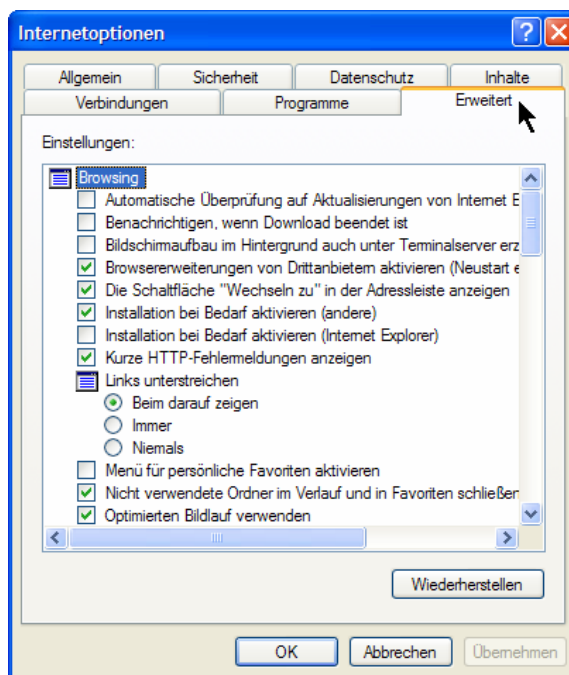 Internetoptionen
Allgemein Sicherheit Datenschutz Inhalte
Verbindungen Programme Erweitert
Einstellungen:
Browsing
Automatische Überprüfung auf Aktualisierungen von Internet E
Benachrichtigen, wenn Download beendet ist
Bildschirmaufbau im Hintergrund auch unter Terminalserver erz
Browsererweiterungen von Drittanbietern aktivieren (Neustart e
Die Schaltfläche "Wechseln zu" in der Adressleiste anzeigen
Installation bei Bedarf aktivieren (andere)
Installation bei Bedarf aktivieren (Internet Explorer)
Kurze HTTP-Fehlermeldungen anzeigen
Links unterstreichen
Beim darauf zeigen
Immer
Niemals
Menü für persönliche Favoriten aktivieren
Nicht verwendete Ordner im Verlauf und in Favoriten schließen
Optimierten Bildlauf verwenden
Wiederherstellen
OK Abbrechen Übernehmen